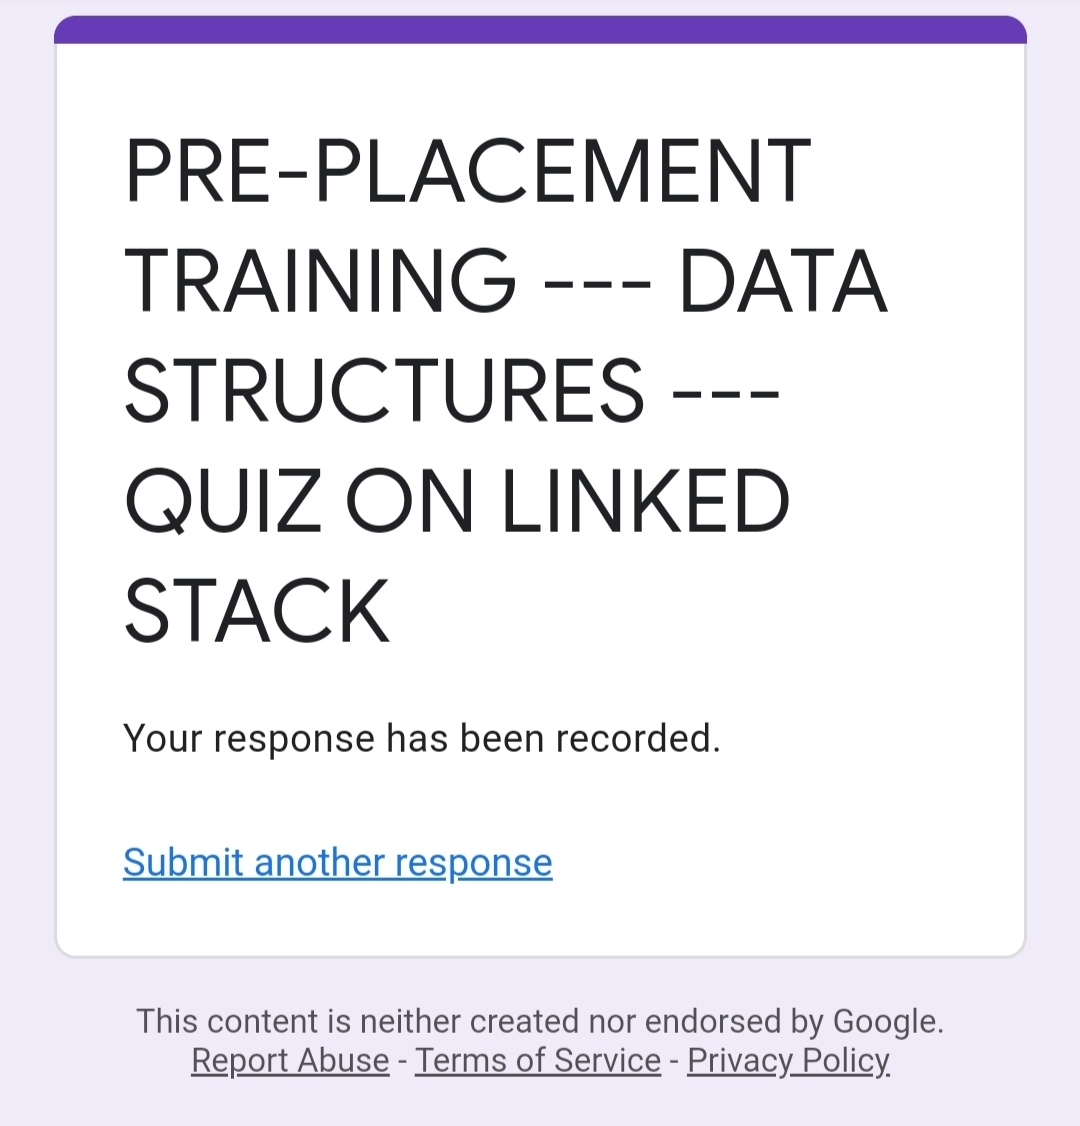 PRE-PLACEMENT
TRAINING --- DATA
STRUCTURES ---
QUIZ ON LINKED
STACK
Your response has been recorded.
Submit another response
This content is neither created nor endorsed by Google.
Report Abuse - Terms of Service - Privacy Policy